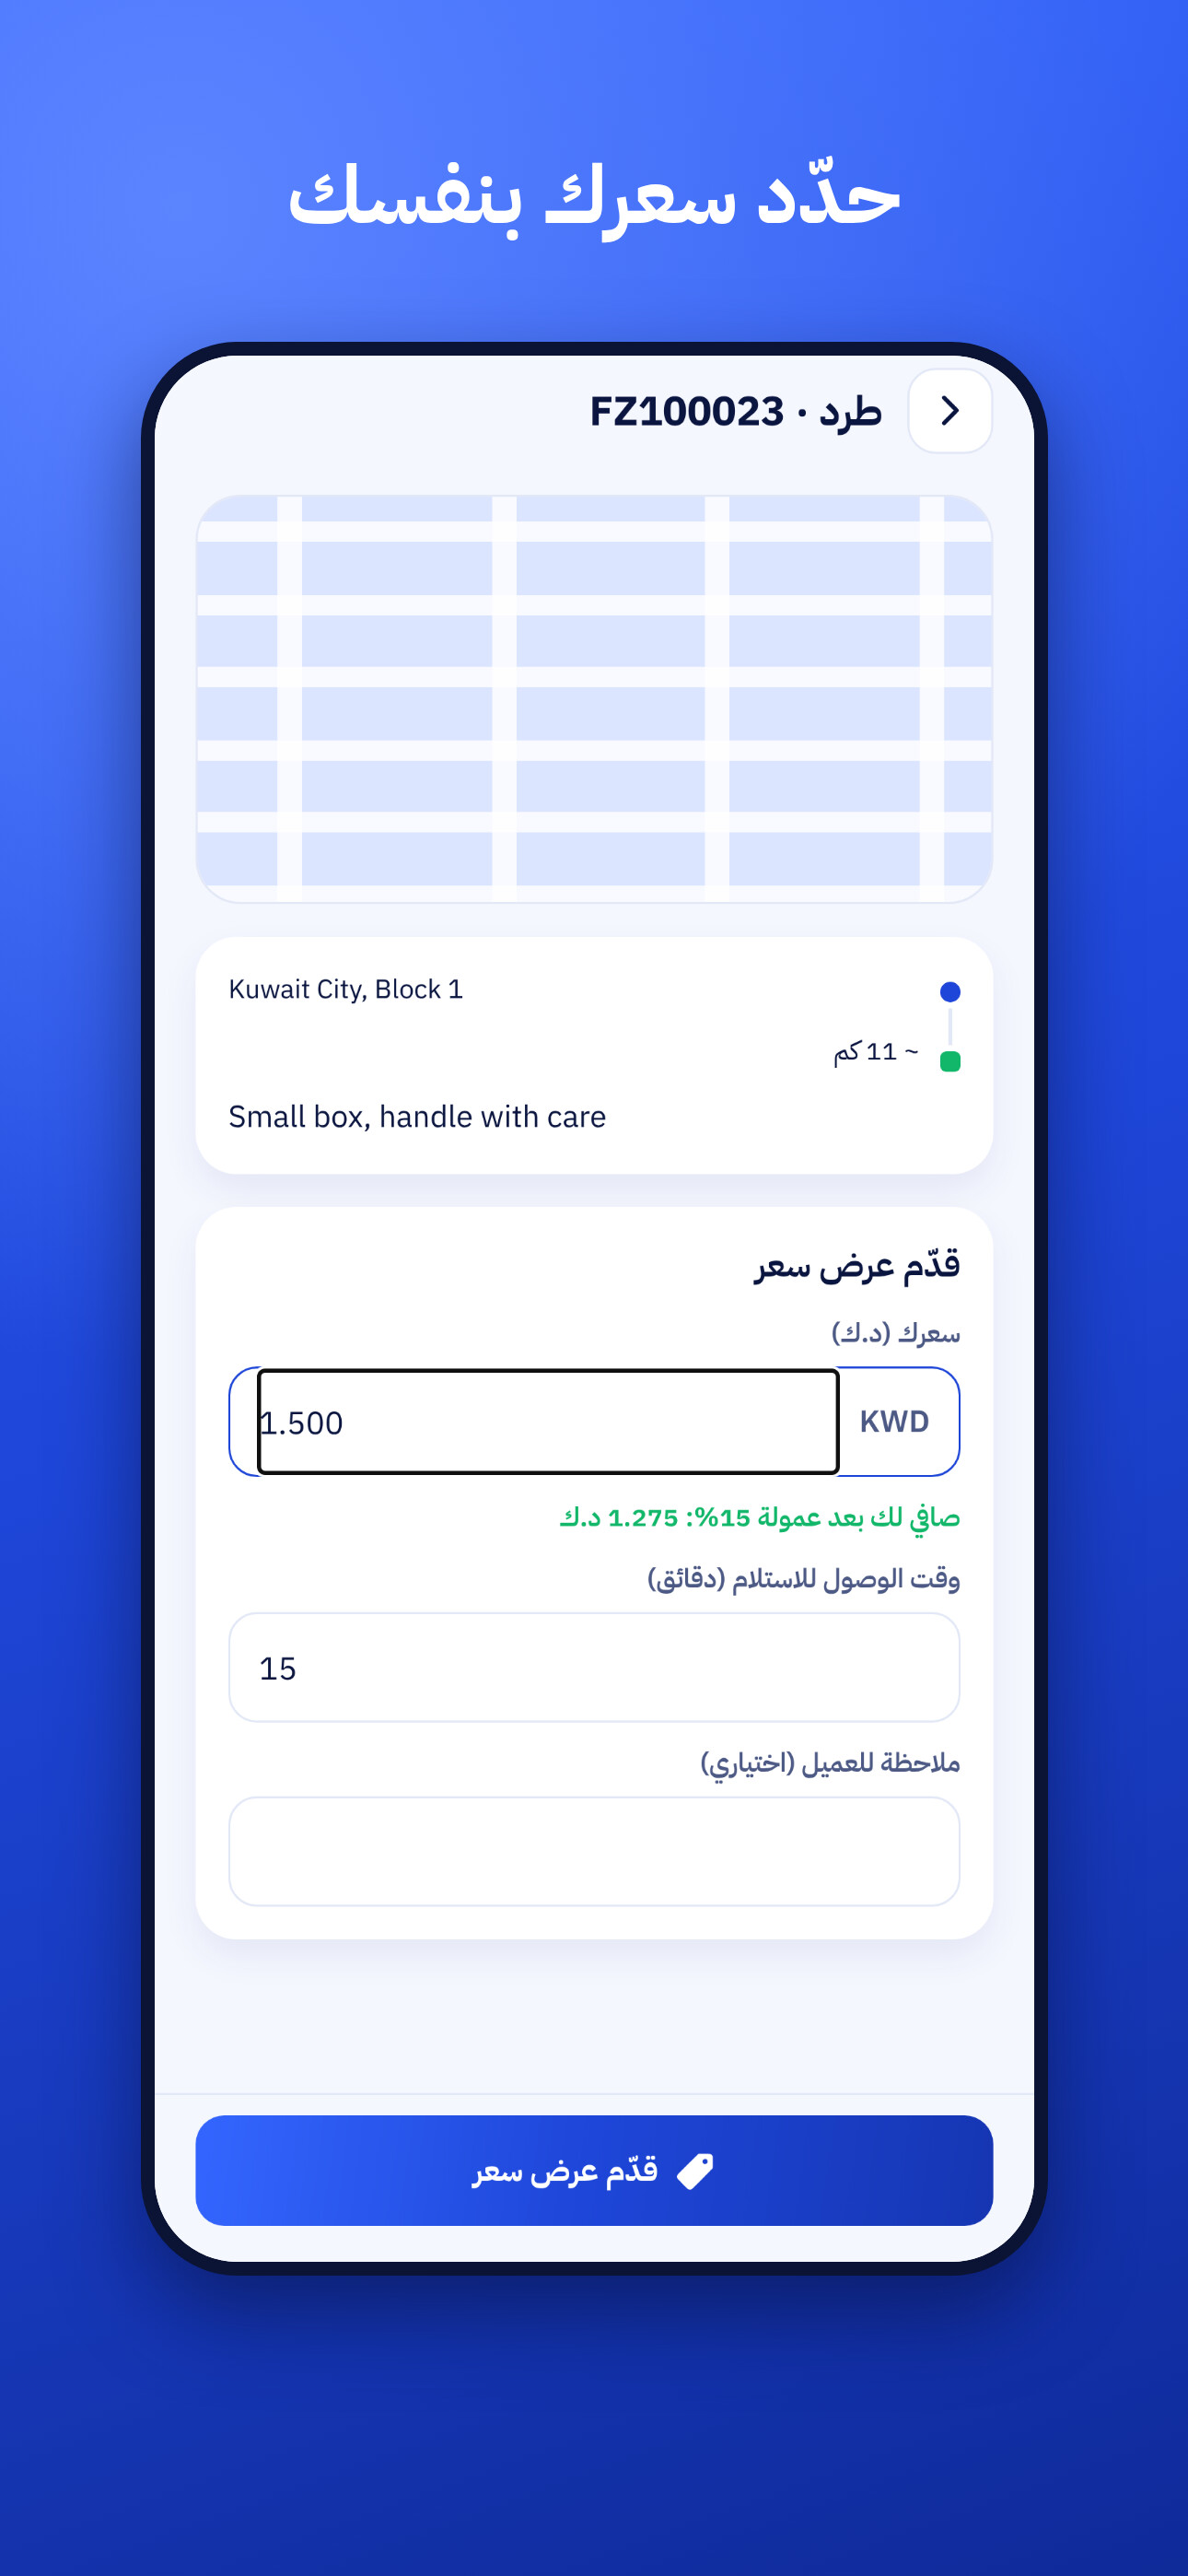 حدّد سعرك بنفسك
طرد · FZ100023
Kuwait City, Block 1
~ 11 كم
Small box, handle with care
قدّم عرض سعر
سعرك (د.ك)
KWD 1.500
صافي لك بعد عمولة 15%: 1.275 د.ك
وقت الوصول للاستلام (دقائق)
15
ملاحظة للعميل (اختياري)
قدّم عرض سعر